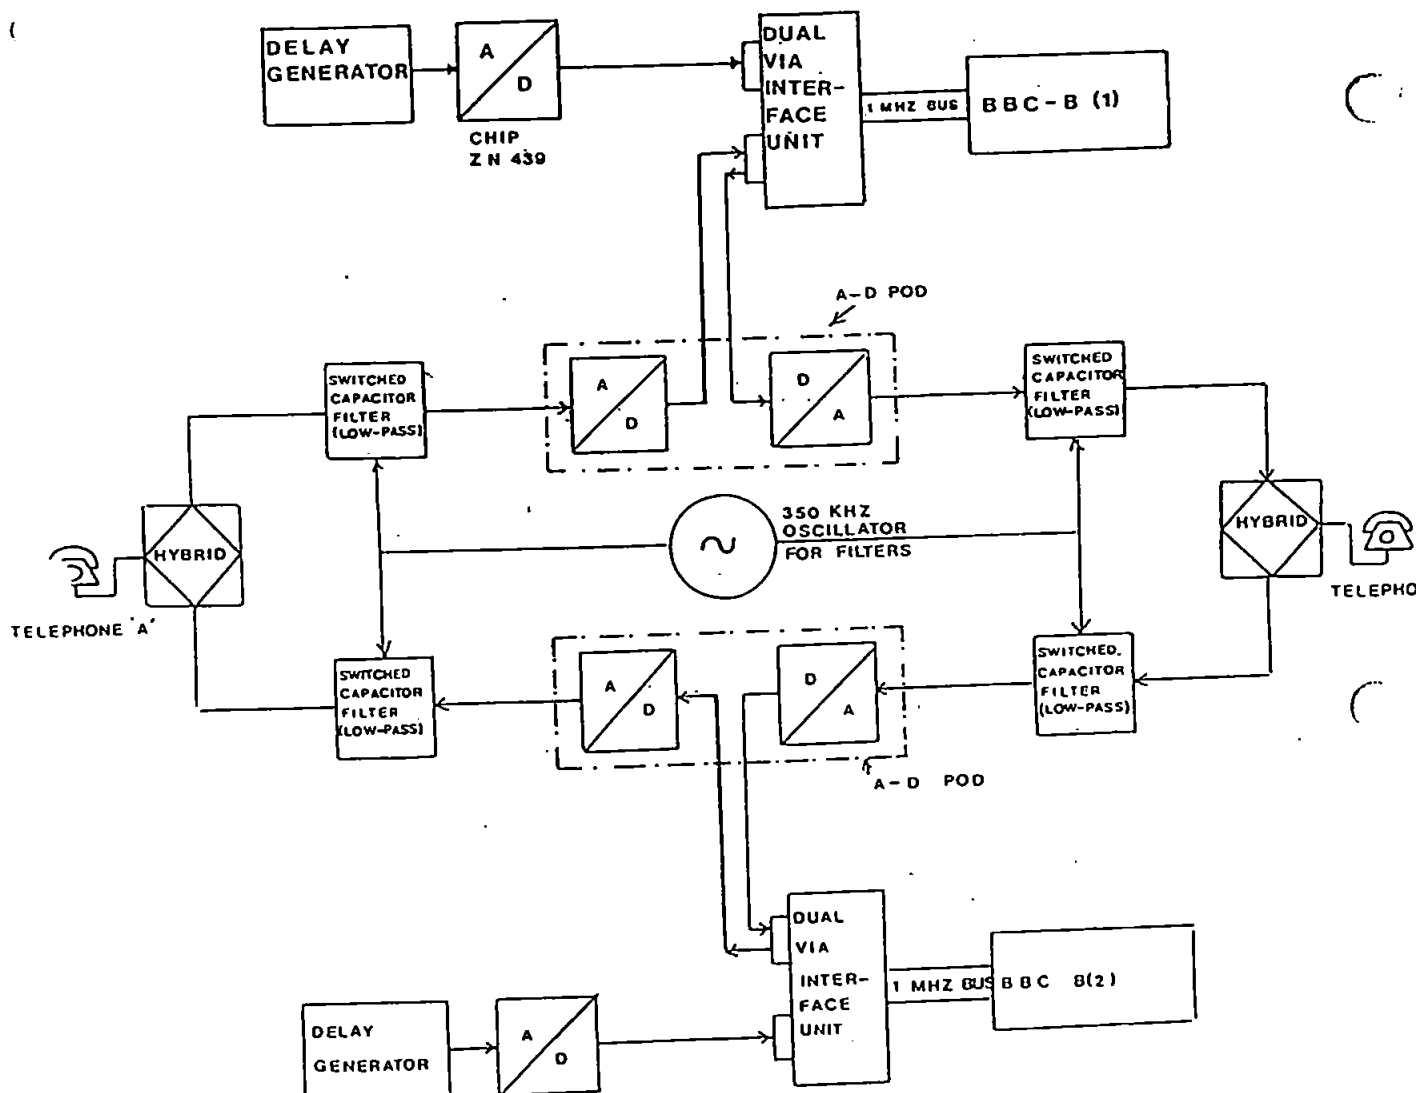 DELAY
GENERATOR
A
D
CHIP
ZN 439
DUAL
VIA
INTER-
FACE
UNIT
1 MHZ BUS
BBC-B (1)
A-D POD
SWITCHED
CAPACITOR
FILTER
(LOW-PASS)
A
D
D
A
SWITCHED
CAPACITOR
FILTER
(LOW-PASS)
350 KHZ
OSCILLATOR
FOR FILTERS
HYBRID
TELEPHONE 'A'
HYBRID
TELEPHO
SWITCHED
CAPACITOR
FILTER
(LOW-PASS)
A
D
D
A
SWITCHED.
CAPACITOR
FILTER
(LOW-PASS)
A-D POD
DUAL
VIA
INTER-
FACE
UNIT
1 MHZ BUS
BBC B(2)
DELAY
GENERATOR
A
D